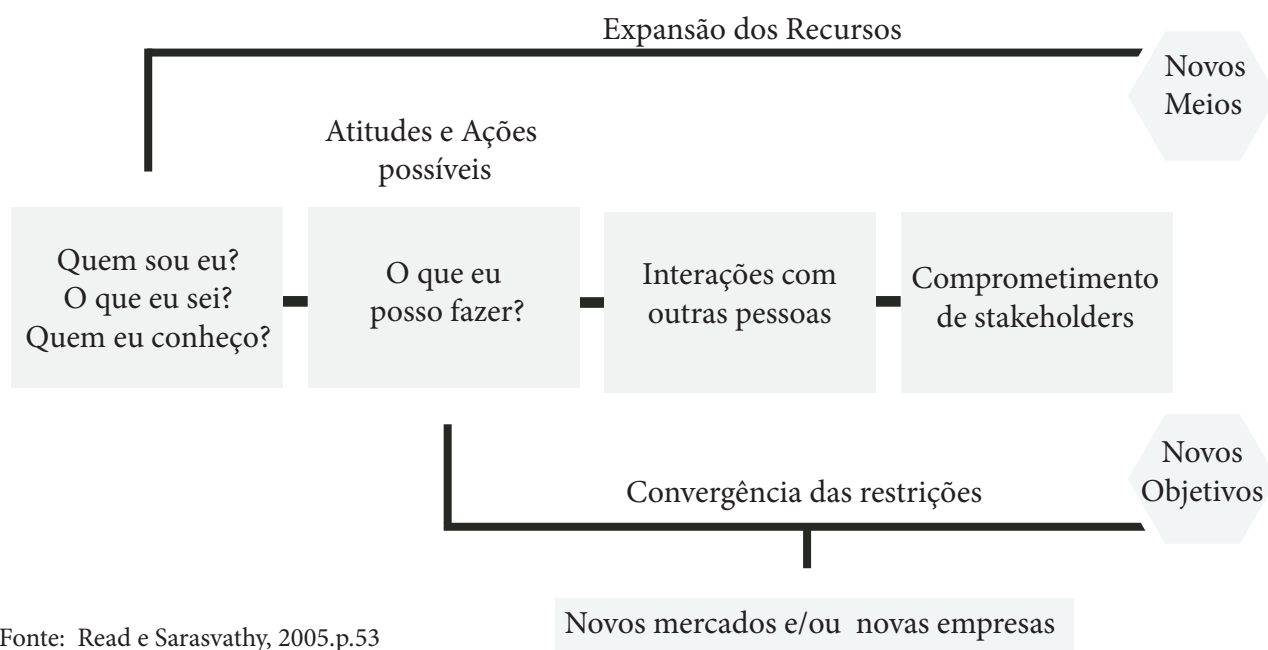 Expansão dos Recursos
Novos
Meios
Atitudes e Ações
possíveis
Quem sou eu?
O que eu sei?
Quem eu conheço?
O que eu
posso fazer?
Interações com
outras pessoas
Comprometimento
de stakeholders
Novos
Objetivos
Convergência das restrições
Novos mercados e/ou novas empresas
Fonte: Read e Sarasvathy, 2005.p.53